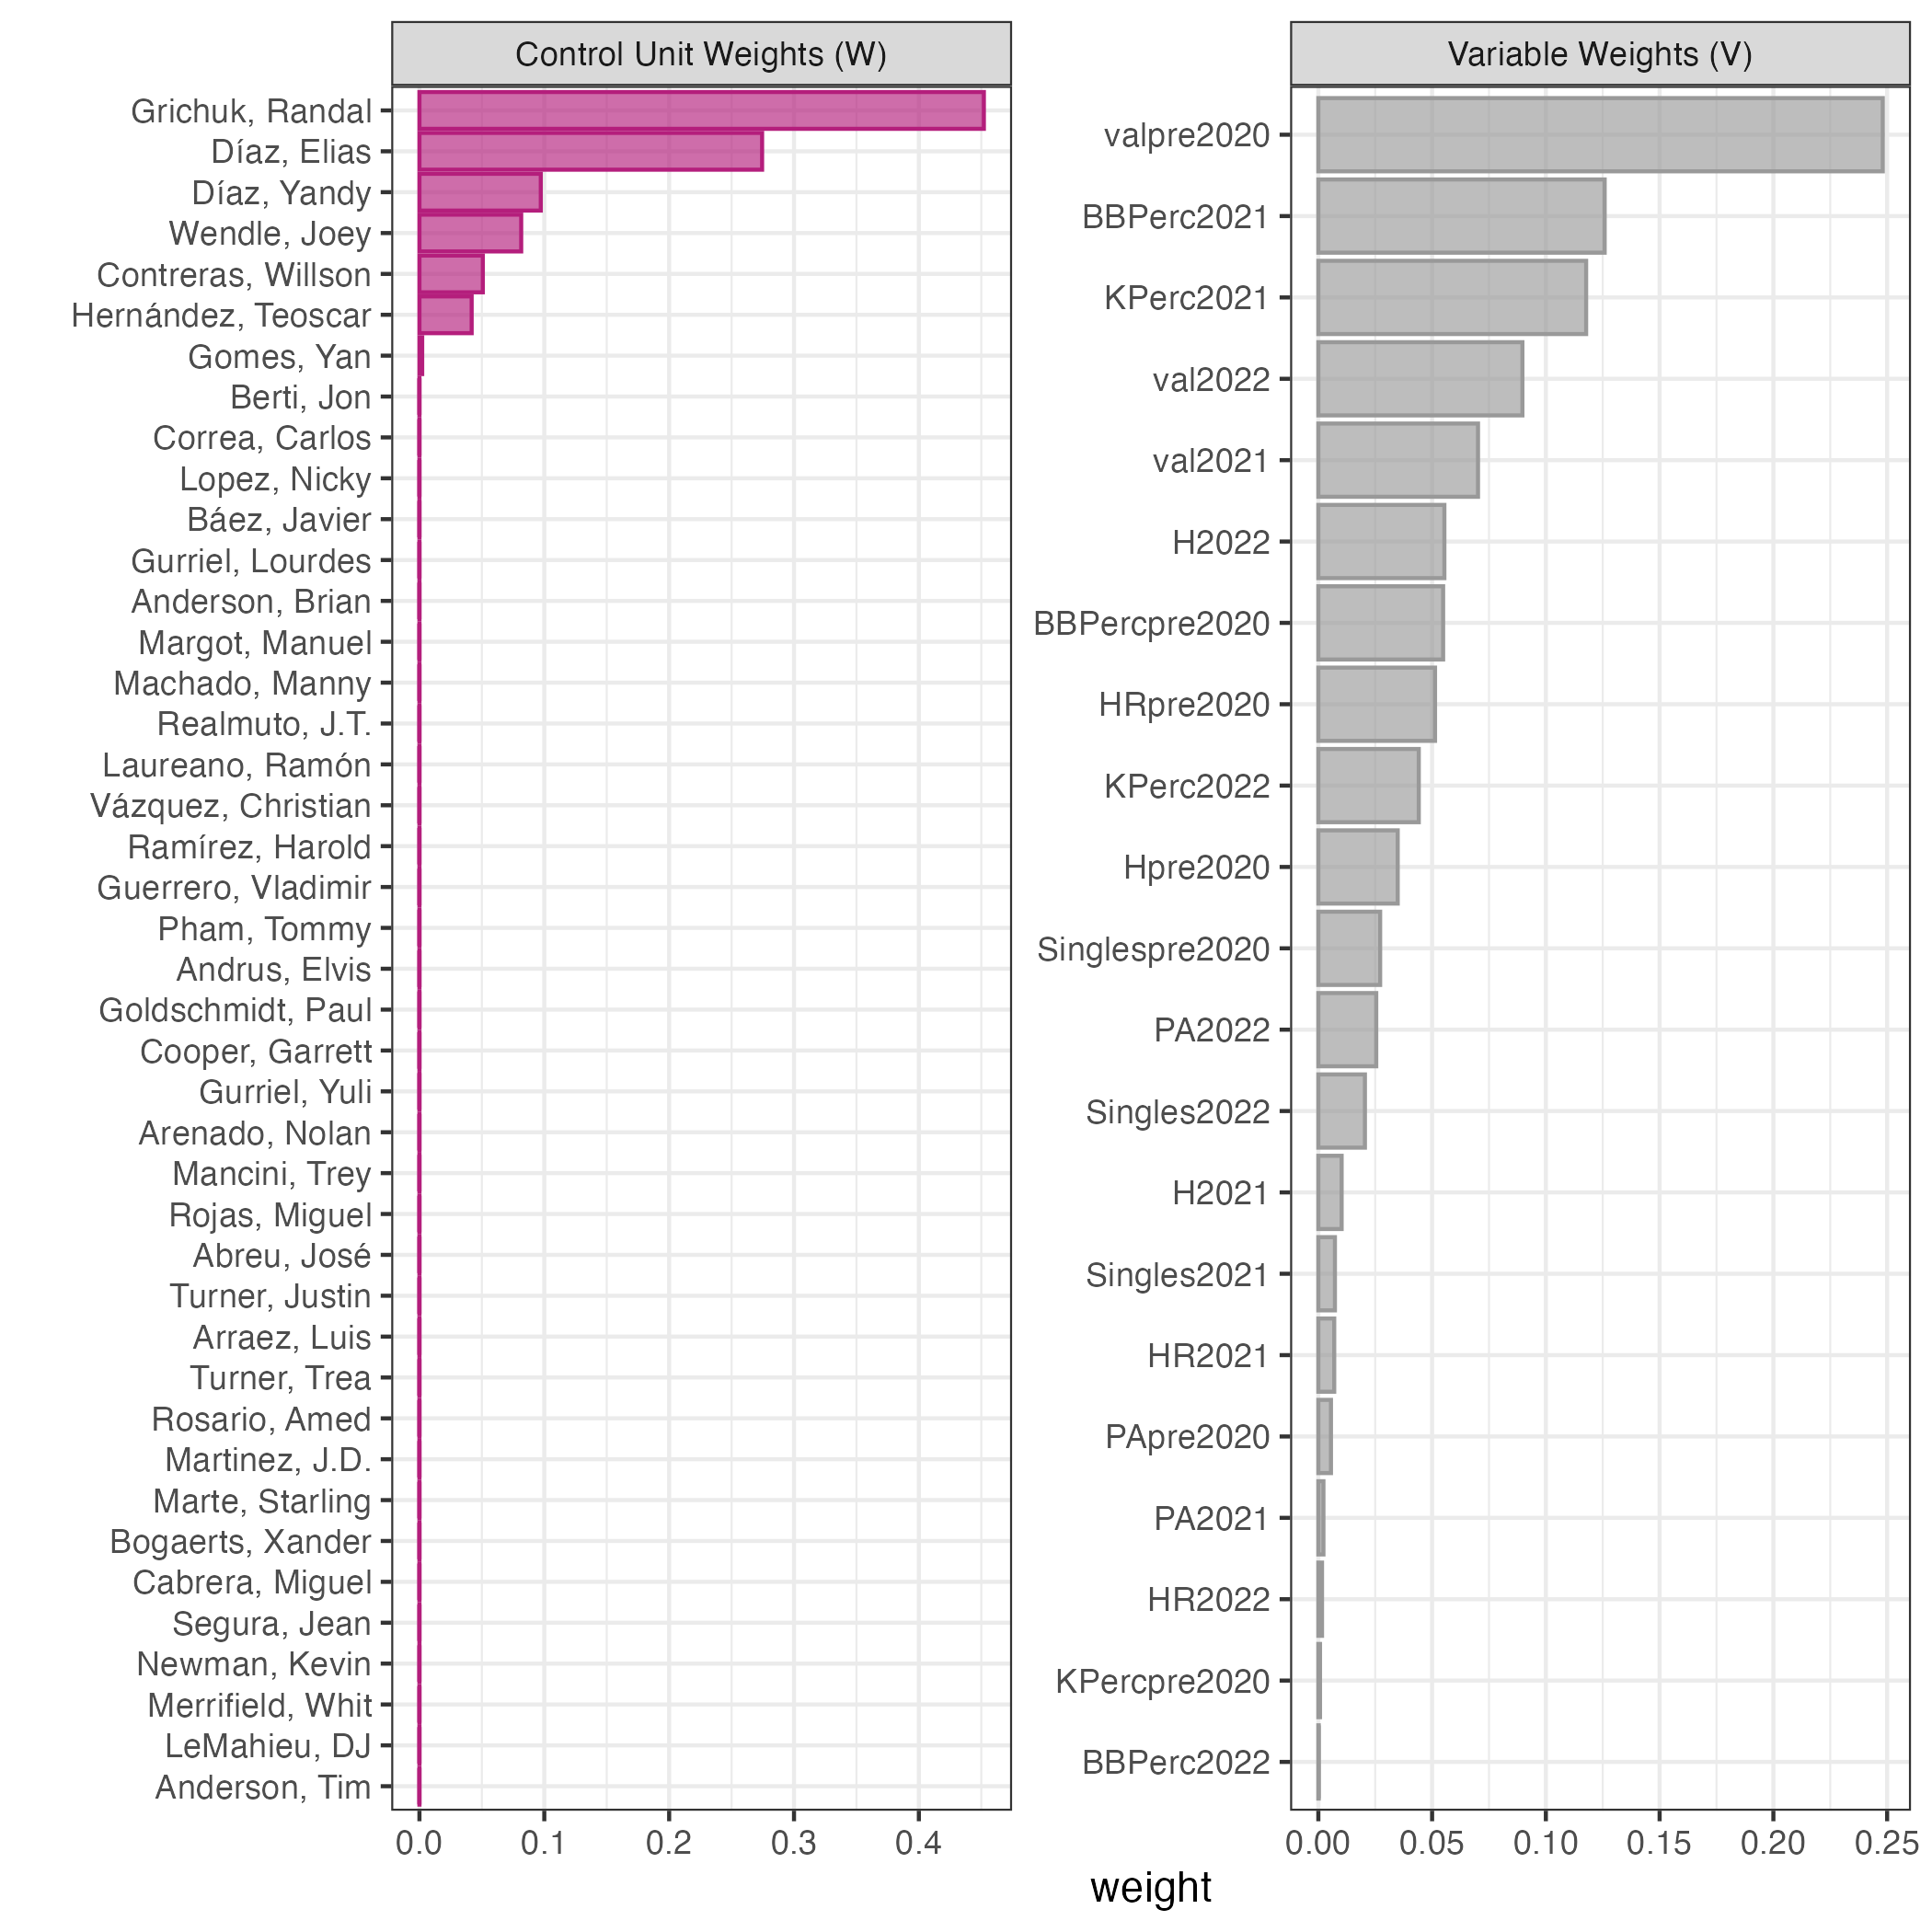 Control Unit Weights (W)
Grichuk, Randal
Díaz, Elias
Díaz, Yandy
Wendle, Joey
Contreras, Willson
Hernández, Teoscar
Gomes, Yan
Berti, Jon
Correa, Carlos
Lopez, Nicky
Báez, Javier
Gurriel, Lourdes
Anderson, Brian
Margot, Manuel
Machado, Manny
Realmuto, J.T.
Laureano, Ramón
Vázquez, Christian
Ramírez, Harold
Guerrero, Vladimir
Pham, Tommy
Andrus, Elvis
Goldschmidt, Paul
Cooper, Garrett
Gurriel, Yuli
Arenado, Nolan
Mancini, Trey
Rojas, Miguel
Abreu, José
Turner, Justin
Arraez, Luis
Turner, Trea
Rosario, Amed
Martinez, J.D.
Marte, Starling
Bogaerts, Xander
Cabrera, Miguel
Segura, Jean
Newman, Kevin
Merrifield, Whit
LeMahieu, DJ
Anderson, Tim
0.0 0.1 0.2 0.3 0.4
Variable Weights (V)
valpre2020
BBPerc2021
KPerc2021
val2022
val2021
H2022
BBPercpre2020
HRpre2020
KPerc2022
Hpre2020
Singlespre2020
PA2022
Singles2022
H2021
Singles2021
HR2021
PApre2020
PA2021
HR2022
KPercpre2020
BBPerc2022
0.00 0.05 0.10 0.15 0.20 0.25
weight